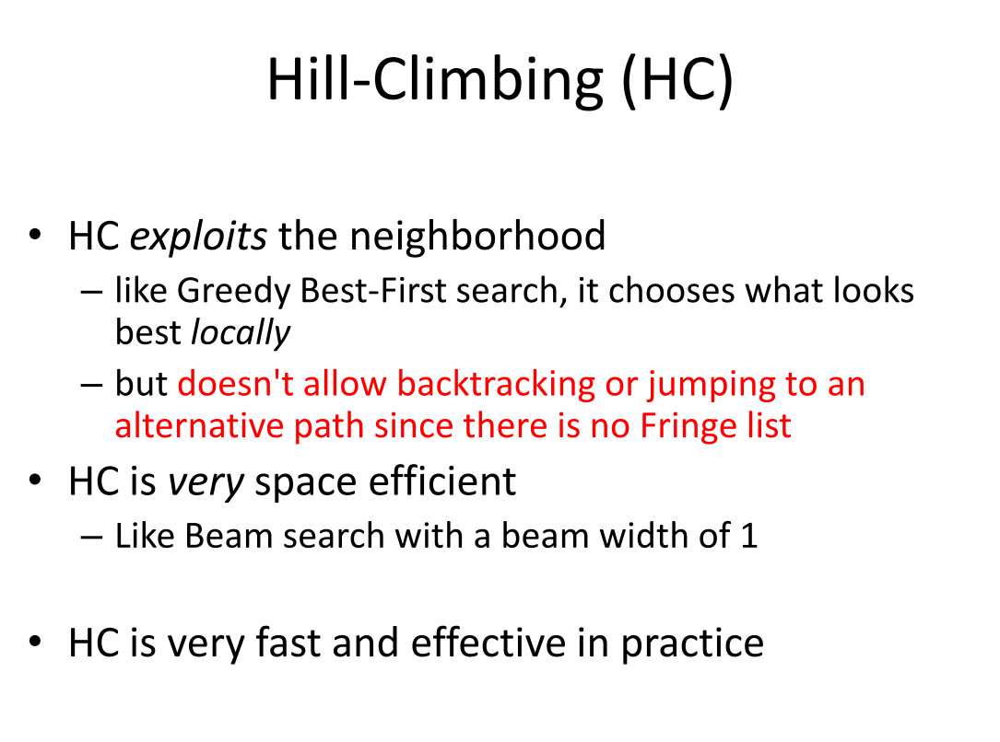 Hill-Climbing (HC)
• HC exploits the neighborhood
– like Greedy Best-First search, it chooses what looks
best locally
– but doesn't allow backtracking or jumping to an
alternative path since there is no Fringe list
• HC is very space efficient
– Like Beam search with a beam width of 1
• HC is very fast and effective in practice